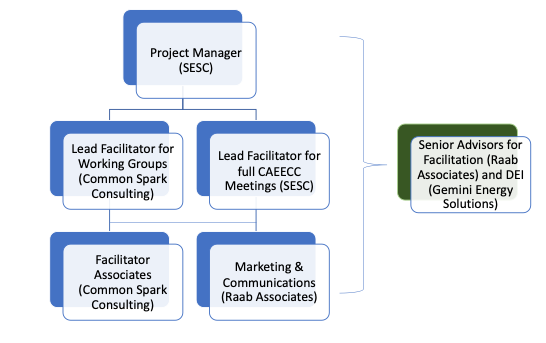 Project Manager
(SESC)
Lead Facilitator for
Working Groups
(Common Spark
Consulting)
Lead Facilitator for
full CAEECC
Meetings (SESC)
Senior Advisors for
Facilitation (Raab
Associates) and DEI
(Gemini Energy
Solutions)
Facilitator
Associates
(Common Spark
Consulting)
Marketing &
Communications
(Raab Associates)